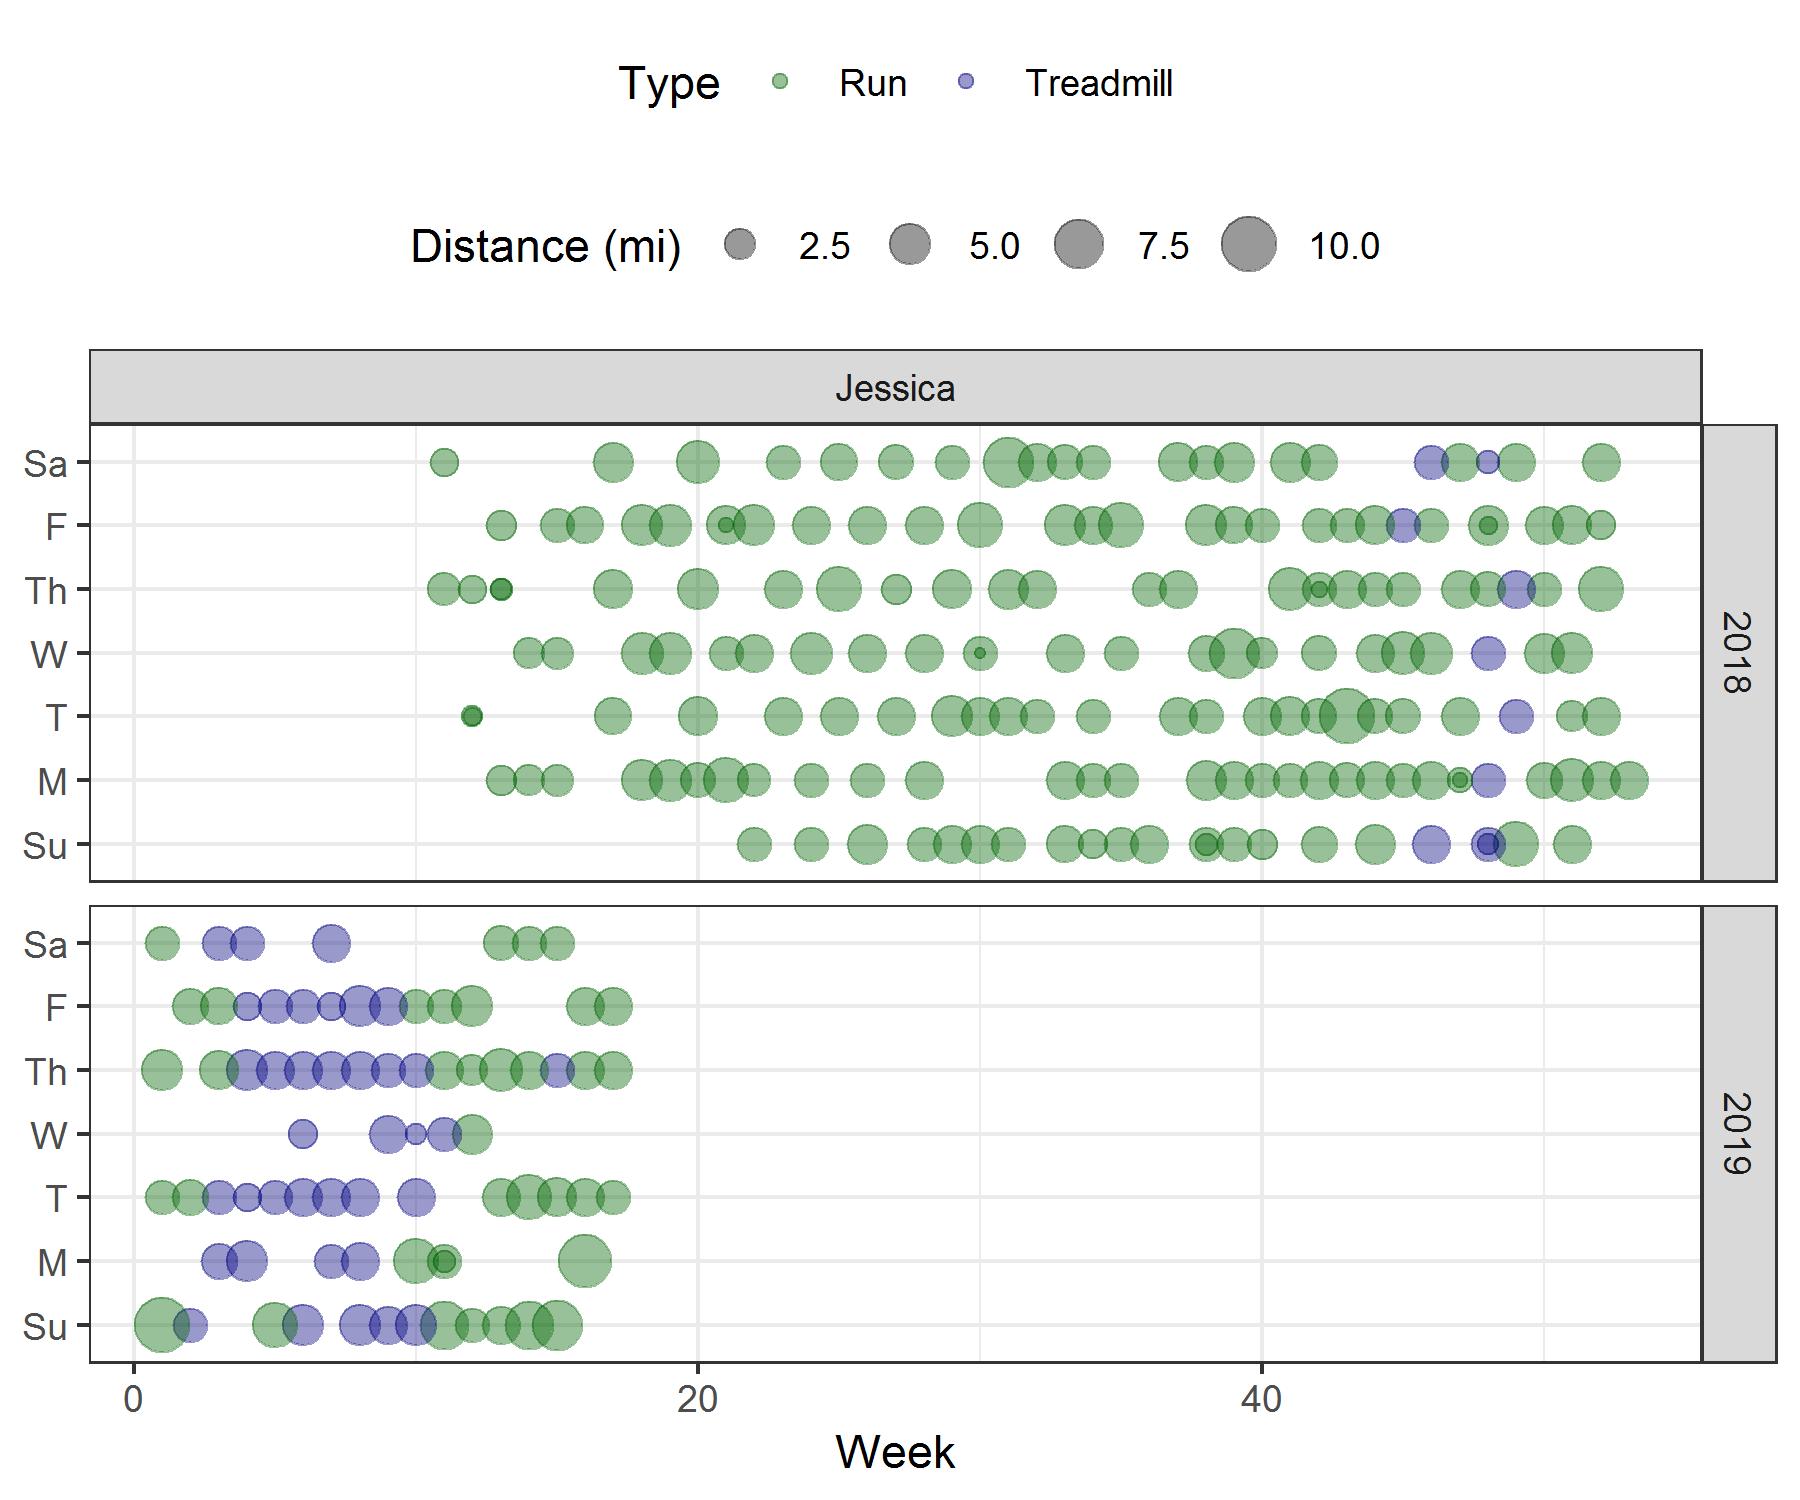 Type Run Treadmill
Distance (mi) 2.5 5.0 7.5 10.0
Jessica
Sa
F
Th
W
T
M
Su
2018
Sa
F
Th
W
T
M
Su
2019
0 20 40
Week